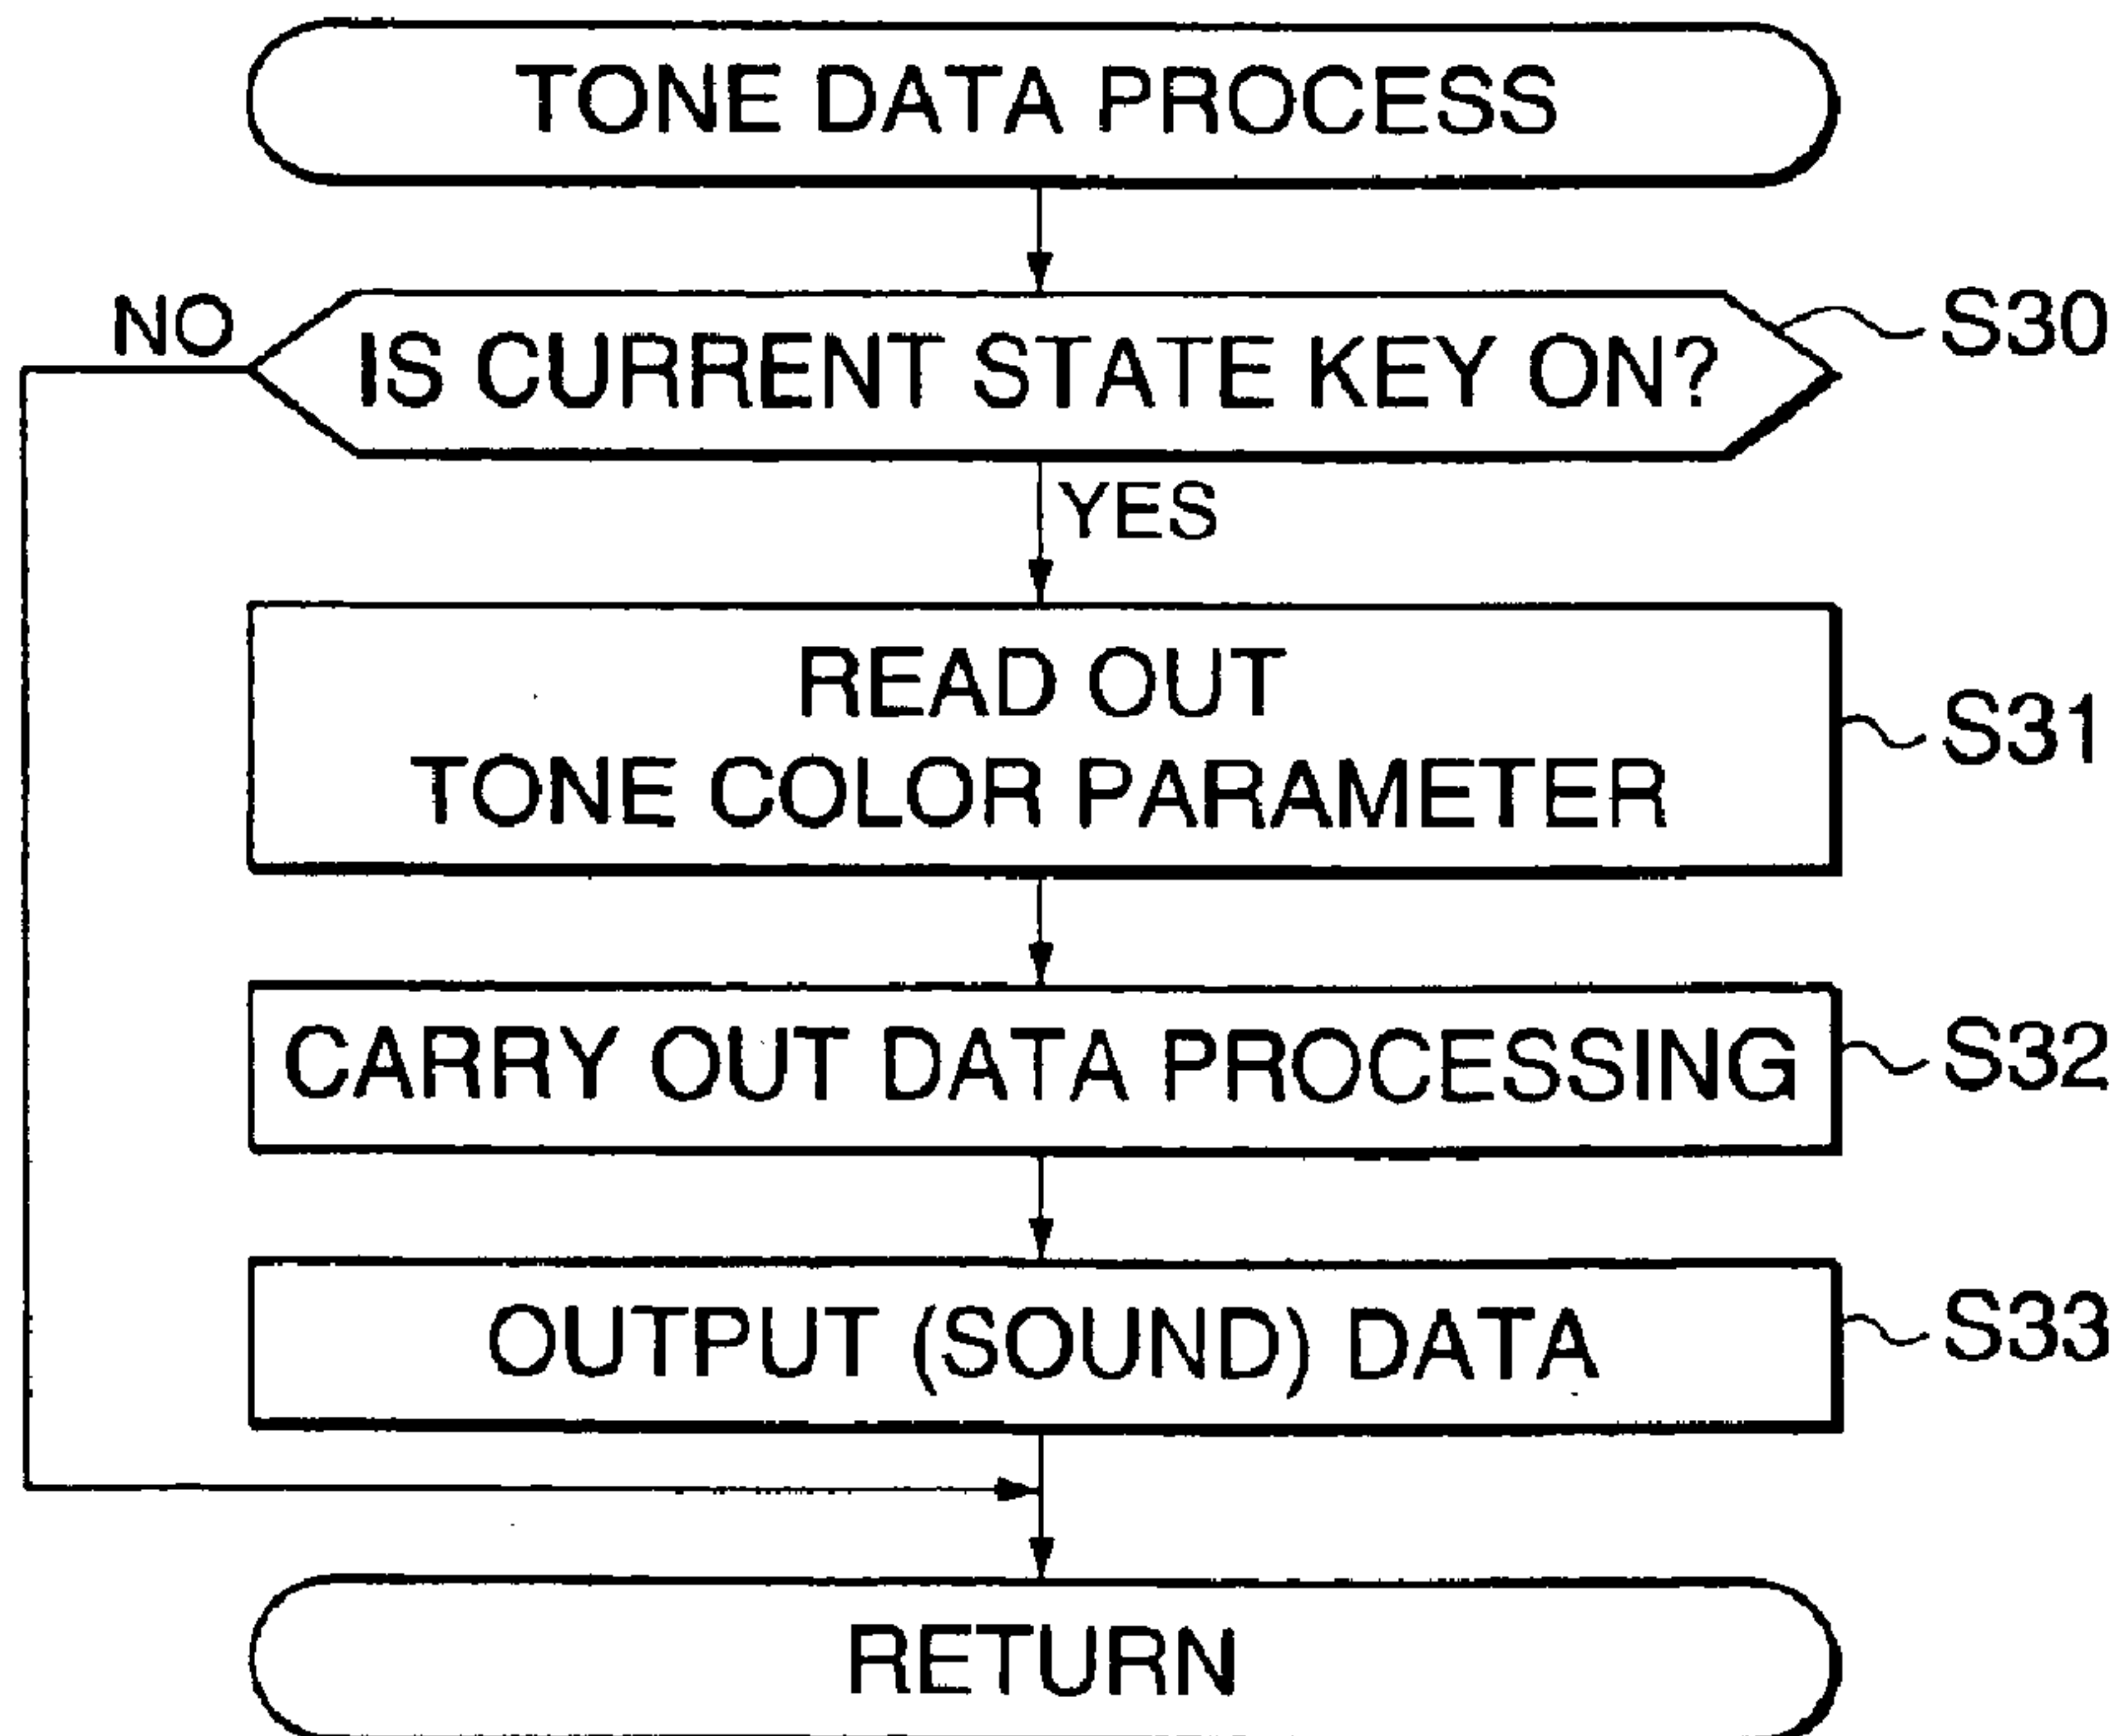 TONE DATA PROCESS
NO
IS CURRENT STATE KEY ON?
S30
YES
READ OUT
TONE COLOR PARAMETER
S31
CARRY OUT DATA PROCESSING
S32
OUTPUT (SOUND) DATA
S33
RETURN